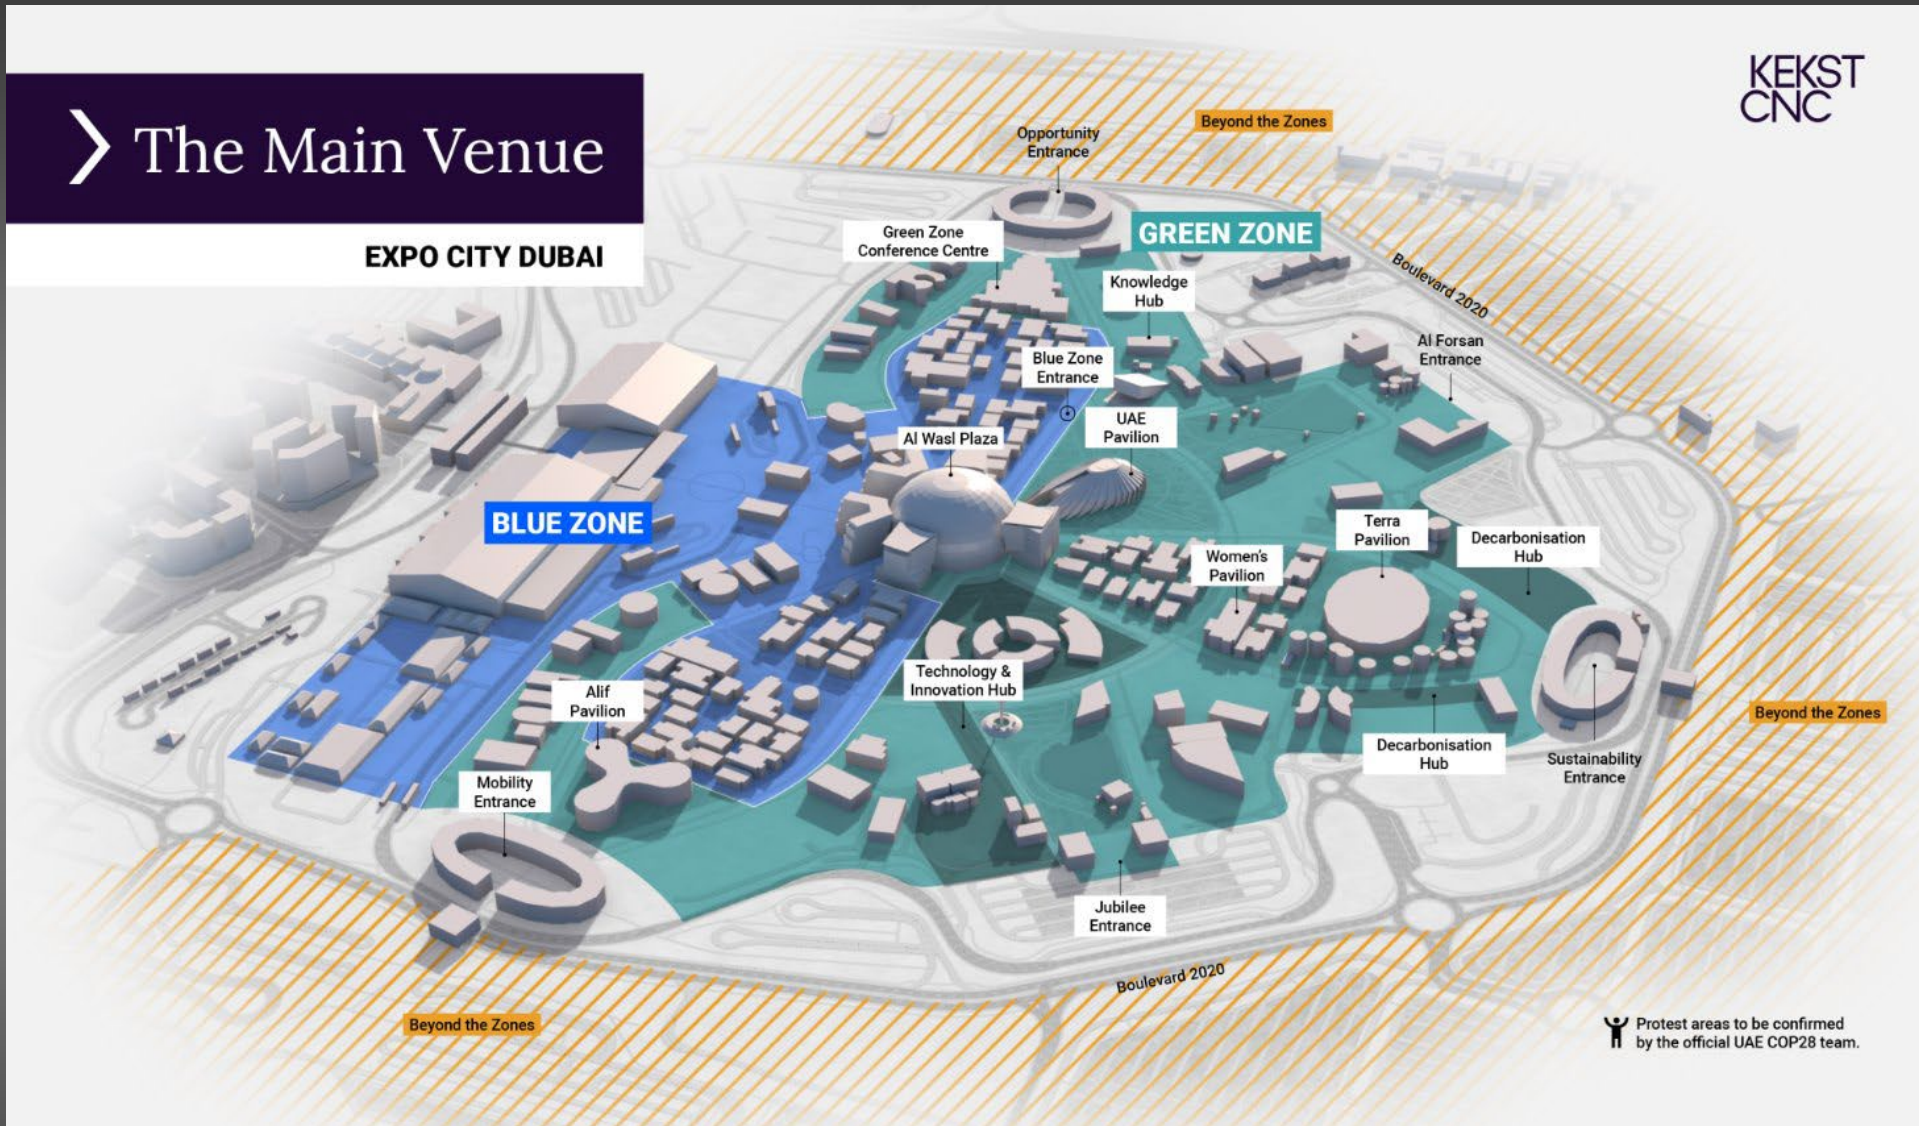 KEKST
CNC
The Main Venue
EXPO CITY DUBAI
Beyond the Zones
Opportunity
Entrance
GREEN ZONE
Green Zone
Conference Centre
Knowledge
Hub
Boulevard 2020
Al Forsan
Entrance
Blue Zone
Entrance
UAE
Pavilion
Al Wasl Plaza
BLUE ZONE
Terra
Pavilion
Decarbonisation
Hub
Women's
Pavilion
Technology &
Innovation Hub
Alif
Pavilion
Beyond the Zones
Decarbonisation
Hub
Sustainability
Entrance
Mobility
Entrance
Jubilee
Entrance
Boulevard 2020
Beyond the Zones
Protest areas to be confirmed
by the official UAE COP28 team.